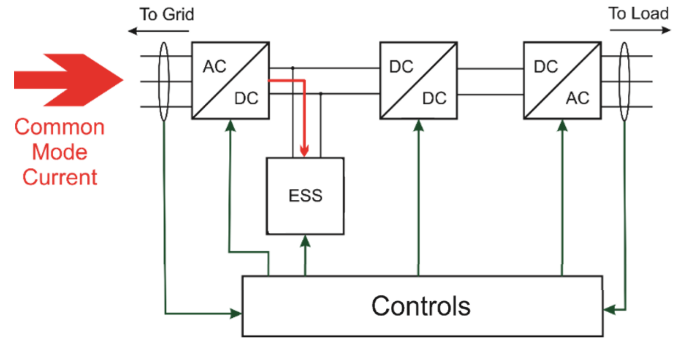 To Grid
To Load
AC
DC
DC
DC
DC
AC
Common
Mode
Current
ESS
Controls